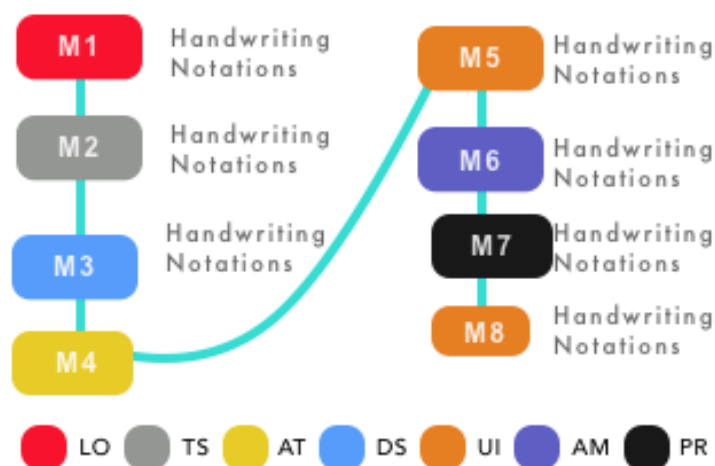 M1
Handwriting
Notations
M2
Handwriting
Notations
M3
Handwriting
Notations
M4
M5
Handwriting
Notations
M6
Handwriting
Notations
M7
Handwriting
Notations
M8
Handwriting
Notations
LO TS AT DS UI AM PR